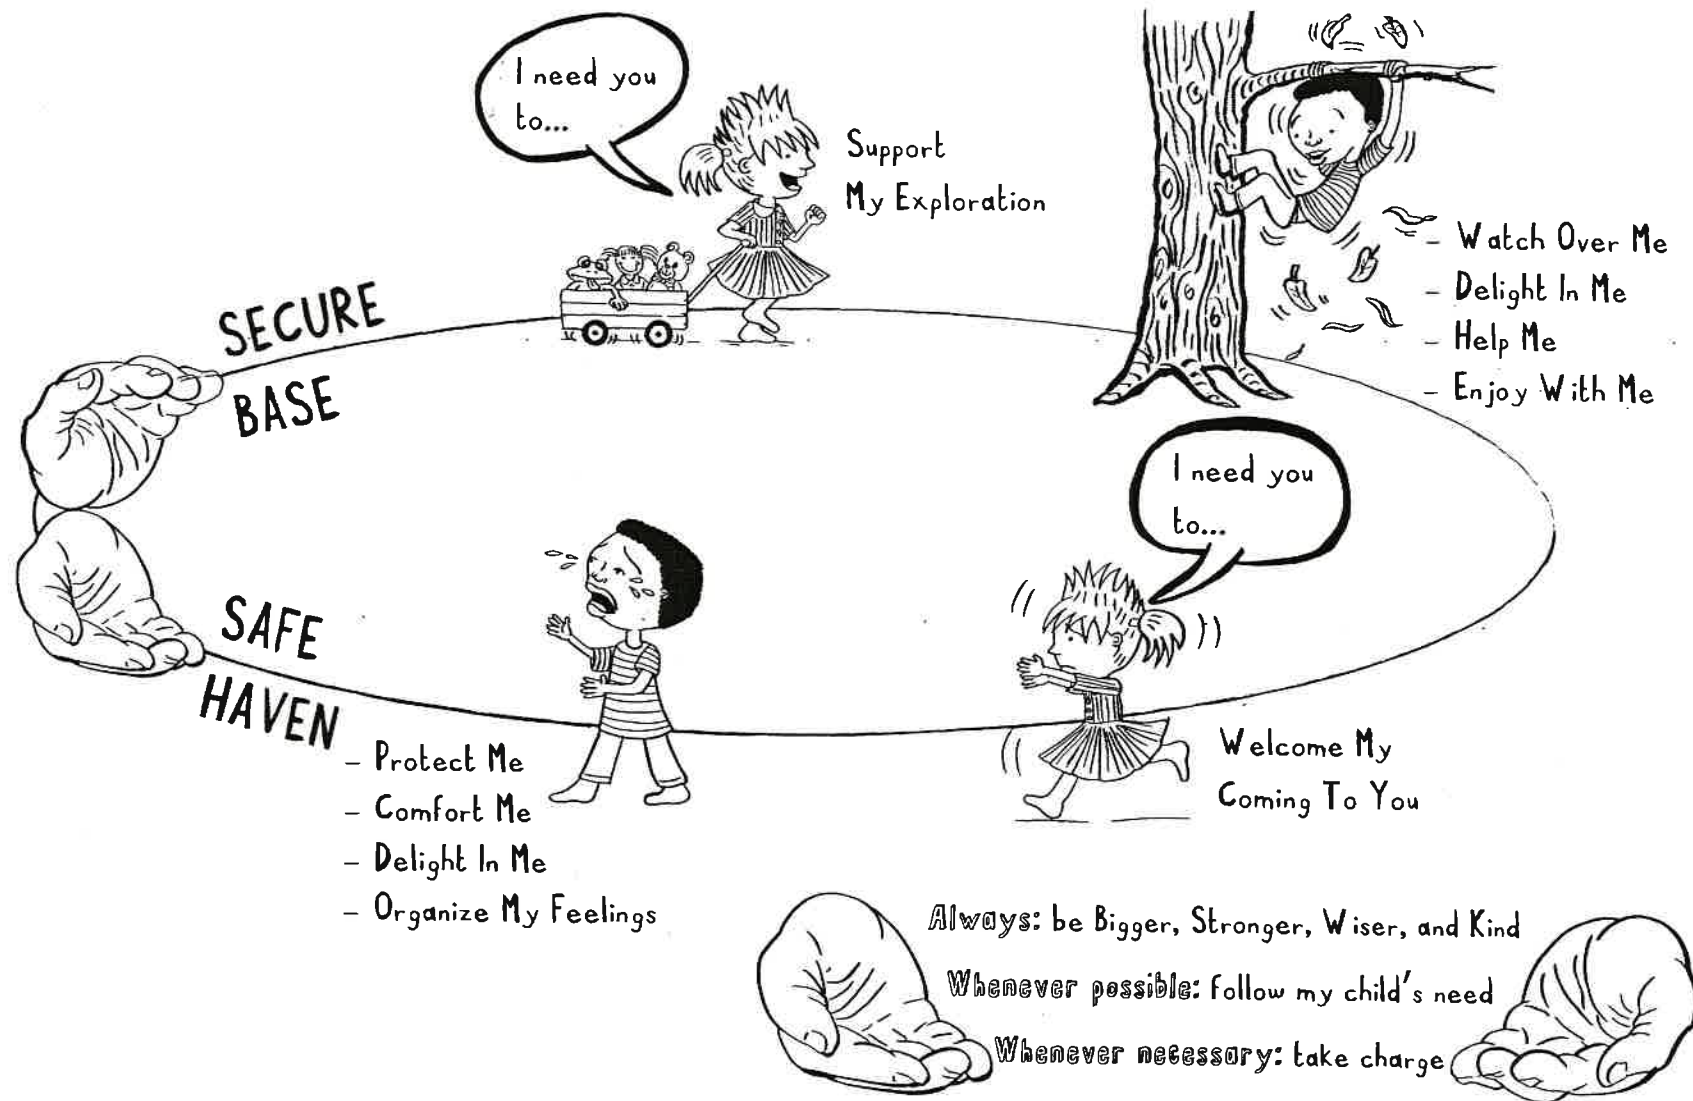 I need you
to...
Support
My Exploration
- Watch Over Me
- Delight In Me
- Help Me
- Enjoy With Me
SECURE
BASE
I need you
to...
SAFE
HAVEN
- Protect Me
- Comfort Me
- Delight In Me
- Organize My Feelings
Welcome My
Coming To You
Always: be Bigger, Stronger, Wiser, and Kind
Whenever possible: follow my child's need
Whenever necessary: take charge